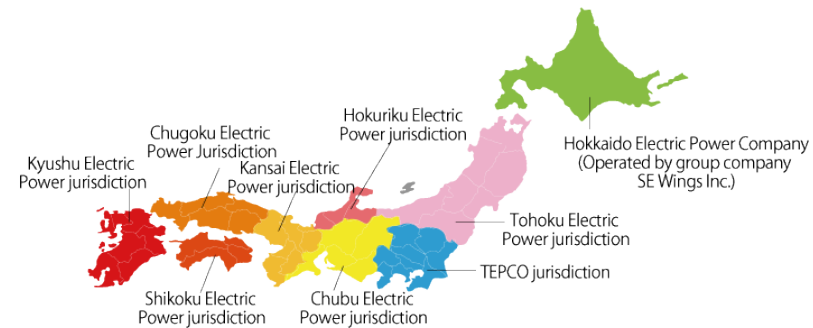 Hokuriku Electric
Power jurisdiction
Chugoku Electric
Power Jurisdiction
Kansai Electric
Power jurisdiction
Kyushu Electric
Power jurisdiction
Hokkaido Electric Power Company
(Operated by group company
SE Wings Inc.)
Tohoku Electric
Power jurisdiction
TEPCO jurisdiction
Shikoku Electric
Power jurisdiction
Chubu Electric
Power jurisdiction